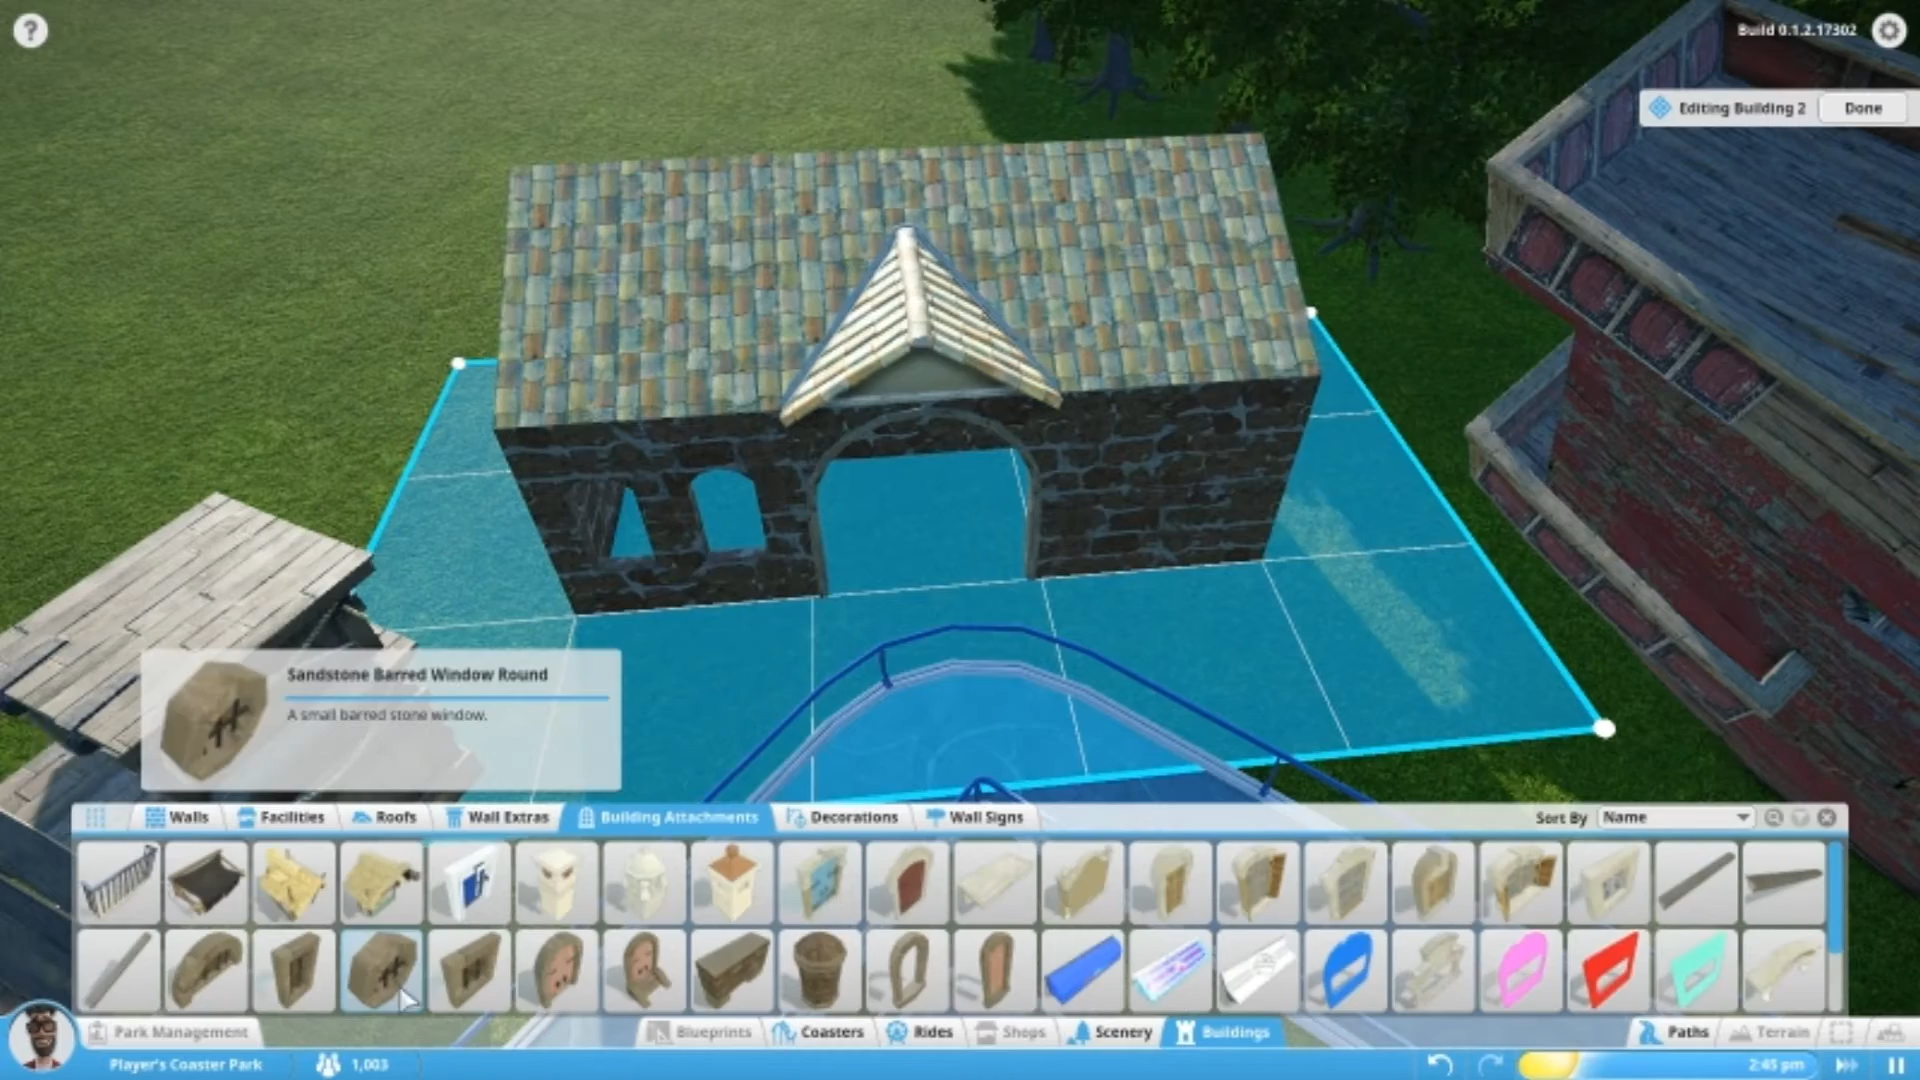 ?
Build 0.1.2.17302
Editing Building 2
Done
Sandstone Barred Window Round
A small barred stone window.
Walls
Facilities
Roofs
Wall Extras
Building Attachments
Decorations
Wall Signs
Sort By
Name
Park Management
Blueprints
Coasters
Rides
Shops
Scenery
Buildings
Paths
Terrain
Player's Coaster Park
1,003
2:45 pm